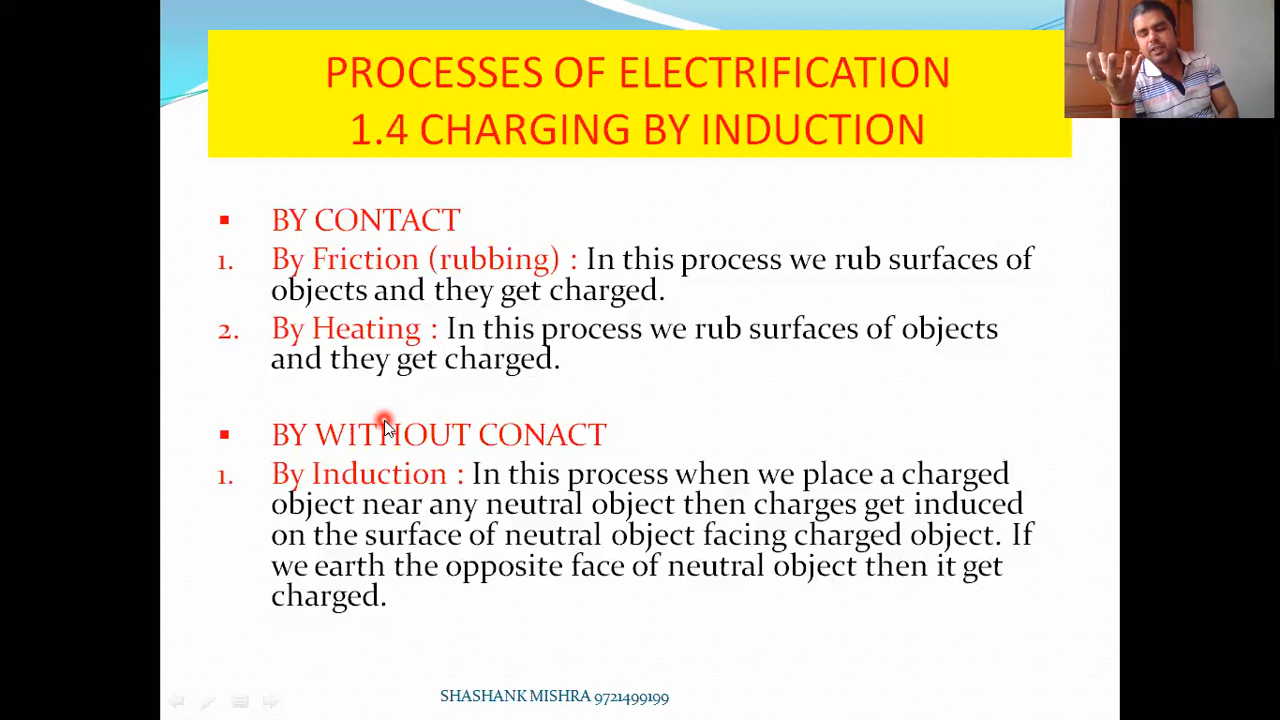 PROCESSES OF ELECTRIFICATION
1.4 CHARGING BY INDUCTION
▪ BY CONTACT
1. By Friction (rubbing) : In this process we rub surfaces of
objects and they get charged.
2. By Heating : In this process we rub surfaces of objects
and they get charged.
▪ BY WITHOUT CONACT
1. By Induction : In this process when we place a charged
object near any neutral object then charges get induced
on the surface of neutral object facing charged object. If
we earth the opposite face of neutral object then it get
charged.
SHASHANK MISHRA 9721499199